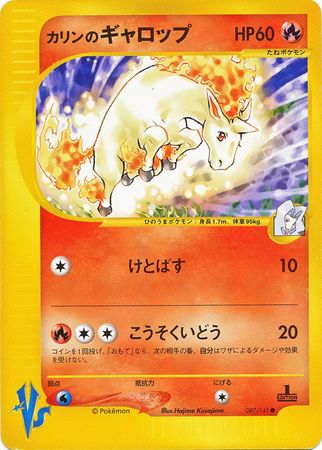 カリンのギャロップ HP60
たねポケモン
ひのうまポケモン：身長1.7m、体重95kg
けとばす 10
こうそくいどう 20
コインを1回投げ、「おもて」なら、次の相手の番、自分はワザによるダメージや効果
を受けない。
弱点 抵抗力 にげる
VS
©Pokémon Illus.Hajime Kusajima 087/141 ●
1
EDITION